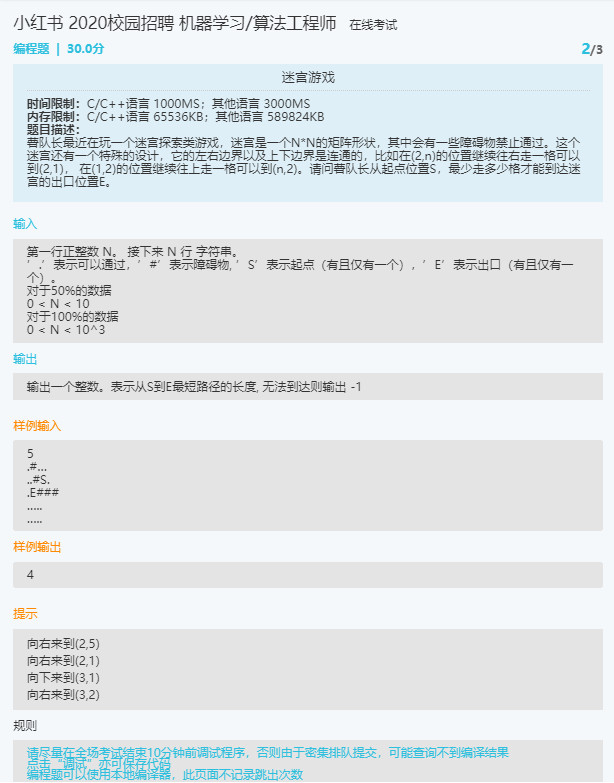 小红书 2020校园招聘 机器学习/算法工程师 在线考试
编程题 | 30.0分 2/3
迷宫游戏
时间限制：C/C++语言 1000MS；其他语言 3000MS
内存限制：C/C++语言 65536KB；其他语言 589824KB
题目描述：
薯队长最近在玩一个迷宫探索类游戏，迷宫是一个N*N的矩阵形状，其中会有一些障碍物禁止通过。这个
迷宫还有一个特殊的设计，它的左右边界以及上下边界是连通的，比如在(2,n)的位置继续往右走一格可以
到(2,1)， 在(1,2)的位置继续往上走一格可以到(n,2)。请问薯队长从起点位置S，最少走多少格才能到达迷
宫的出口位置E。
输入
第一行正整数 N。 接下来 N 行 字符串。
’.’表示可以通过，’#’表示障碍物，’S’表示起点（有且仅有一个），’E’表示出口（有且仅有一
个）。
对于50%的数据
0 < N < 10
对于100%的数据
0 < N < 10^3
输出
输出一个整数。表示从S到E最短路径的长度, 无法到达则输出 -1
样例输入
5
.#...
..#S.
.E###
.....
.....
样例输出
4
提示
向右来到(2,5)
向右来到(2,1)
向下来到(3,1)
向右来到(3,2)
规则
请尽量在全场考试结束10分钟前调试程序，否则由于密集排队提交，可能查询不到编译结果
点击“调试”亦可保存代码
编程题可以使用本地编译器，此页面不记录跳出次数